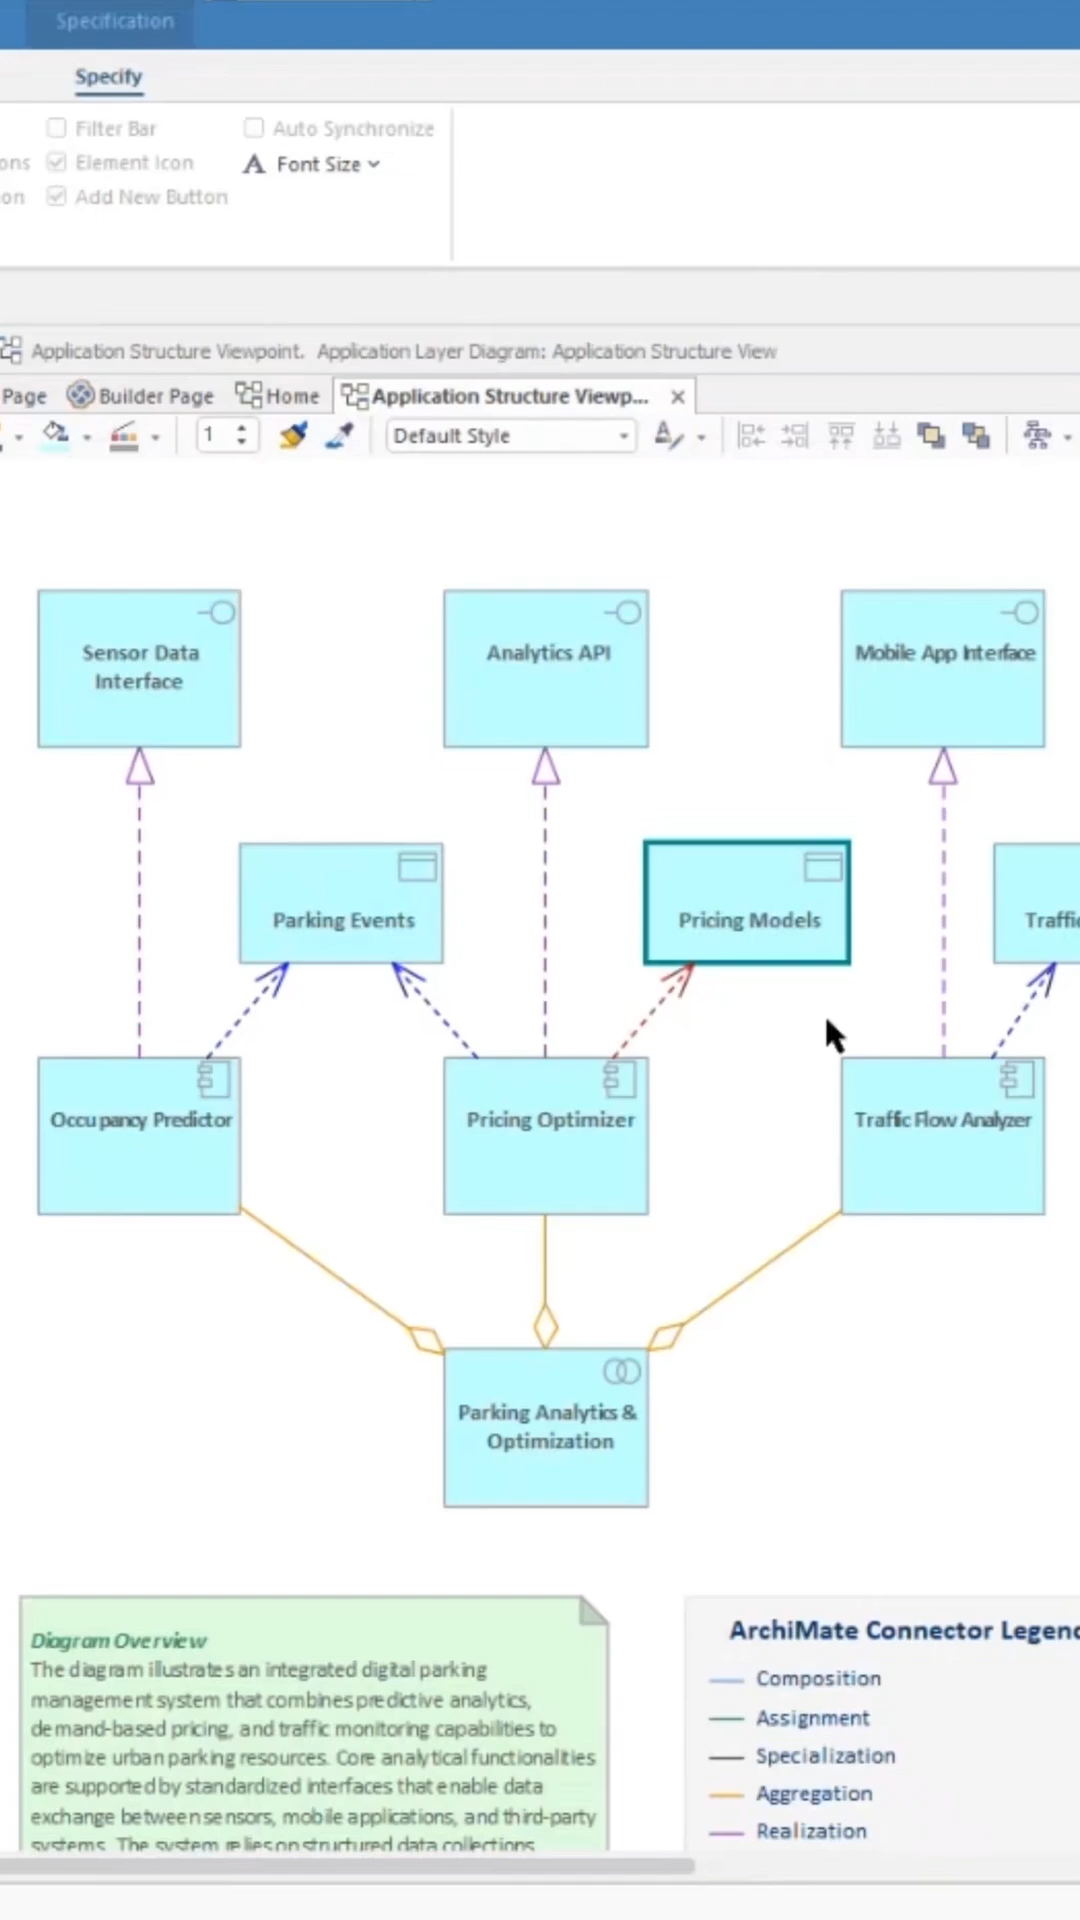 Specification
Specify
Filter Bar
Auto Synchronize
ons
Element Icon
A Font Size
on
Add New Button
Application Structure Viewpoint. Application Layer Diagram: Application Structure View
Page
Builder Page
Home
Application Structure Viewp...
1
Default Style
Sensor Data
Interface
Analytics API
Mobile App Interface
Parking Events
Pricing Models
Traffic
Occupancy Predictor
Pricing Optimizer
Traffic Flow Analyzer
Parking Analytics &
Optimization
Diagram Overview
The diagram illustrates an integrated digital parking
management system that combines predictive analytics,
demand-based pricing, and traffic monitoring capabilities to
optimize urban parking resources. Core analytical functionalities
are supported by standardized interfaces that enable data
exchange between sensors, mobile applications, and third-party
systems. The system relies on structured data collections
ArchiMate Connector Legend
Composition
Assignment
Specialization
Aggregation
Realization